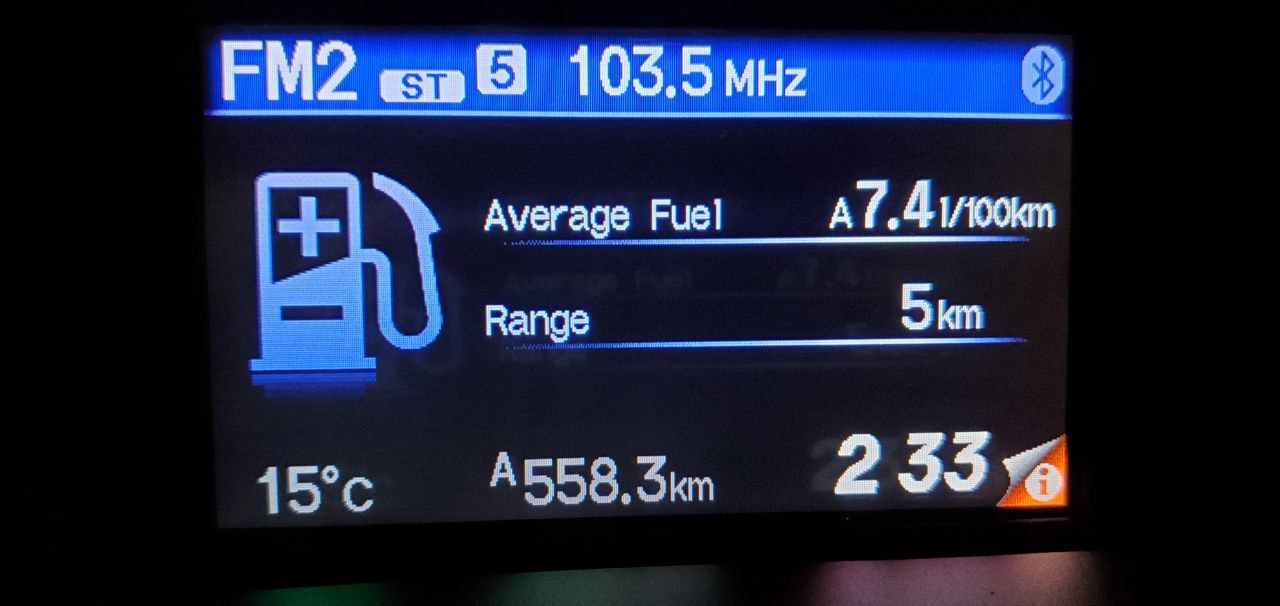 FM2 ST 5 103.5 MHz
Average Fuel A7.4 l/100km
Range 5km
15°c A558.3km 2 33 i